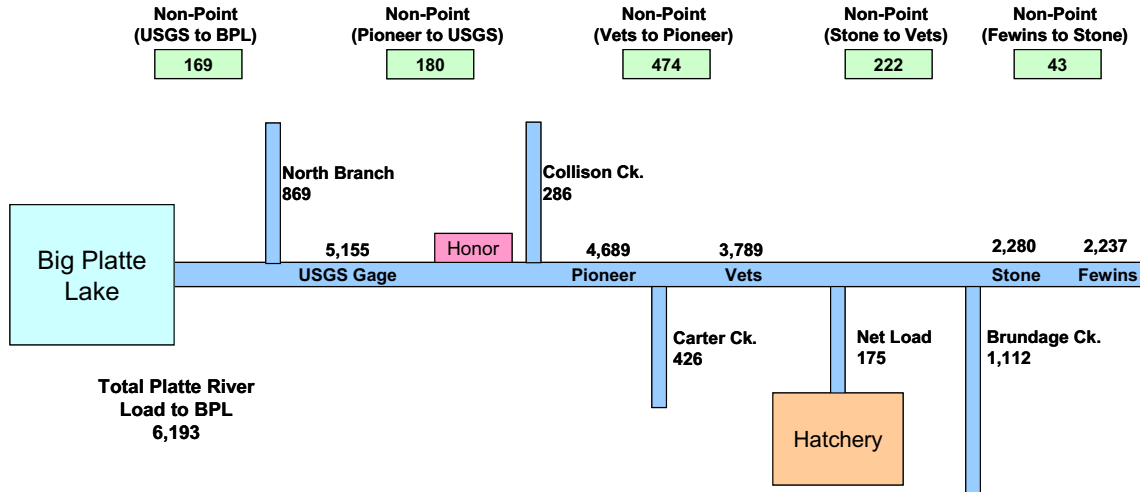 Non-Point
(USGS to BPL)
169
Non-Point
(Pioneer to USGS)
180
Non-Point
(Vets to Pioneer)
474
Non-Point
(Stone to Vets)
222
Non-Point
(Fewins to Stone)
43
North Branch
869
Collison Ck.
286
Big Platte
Lake
5,155
USGS Gage
Honor
4,689
Pioneer
3,789
Vets
2,280
Stone
2,237
Fewins
Carter Ck.
426
Net Load
175
Brundage Ck.
1,112
Total Platte River
Load to BPL
6,193
Hatchery